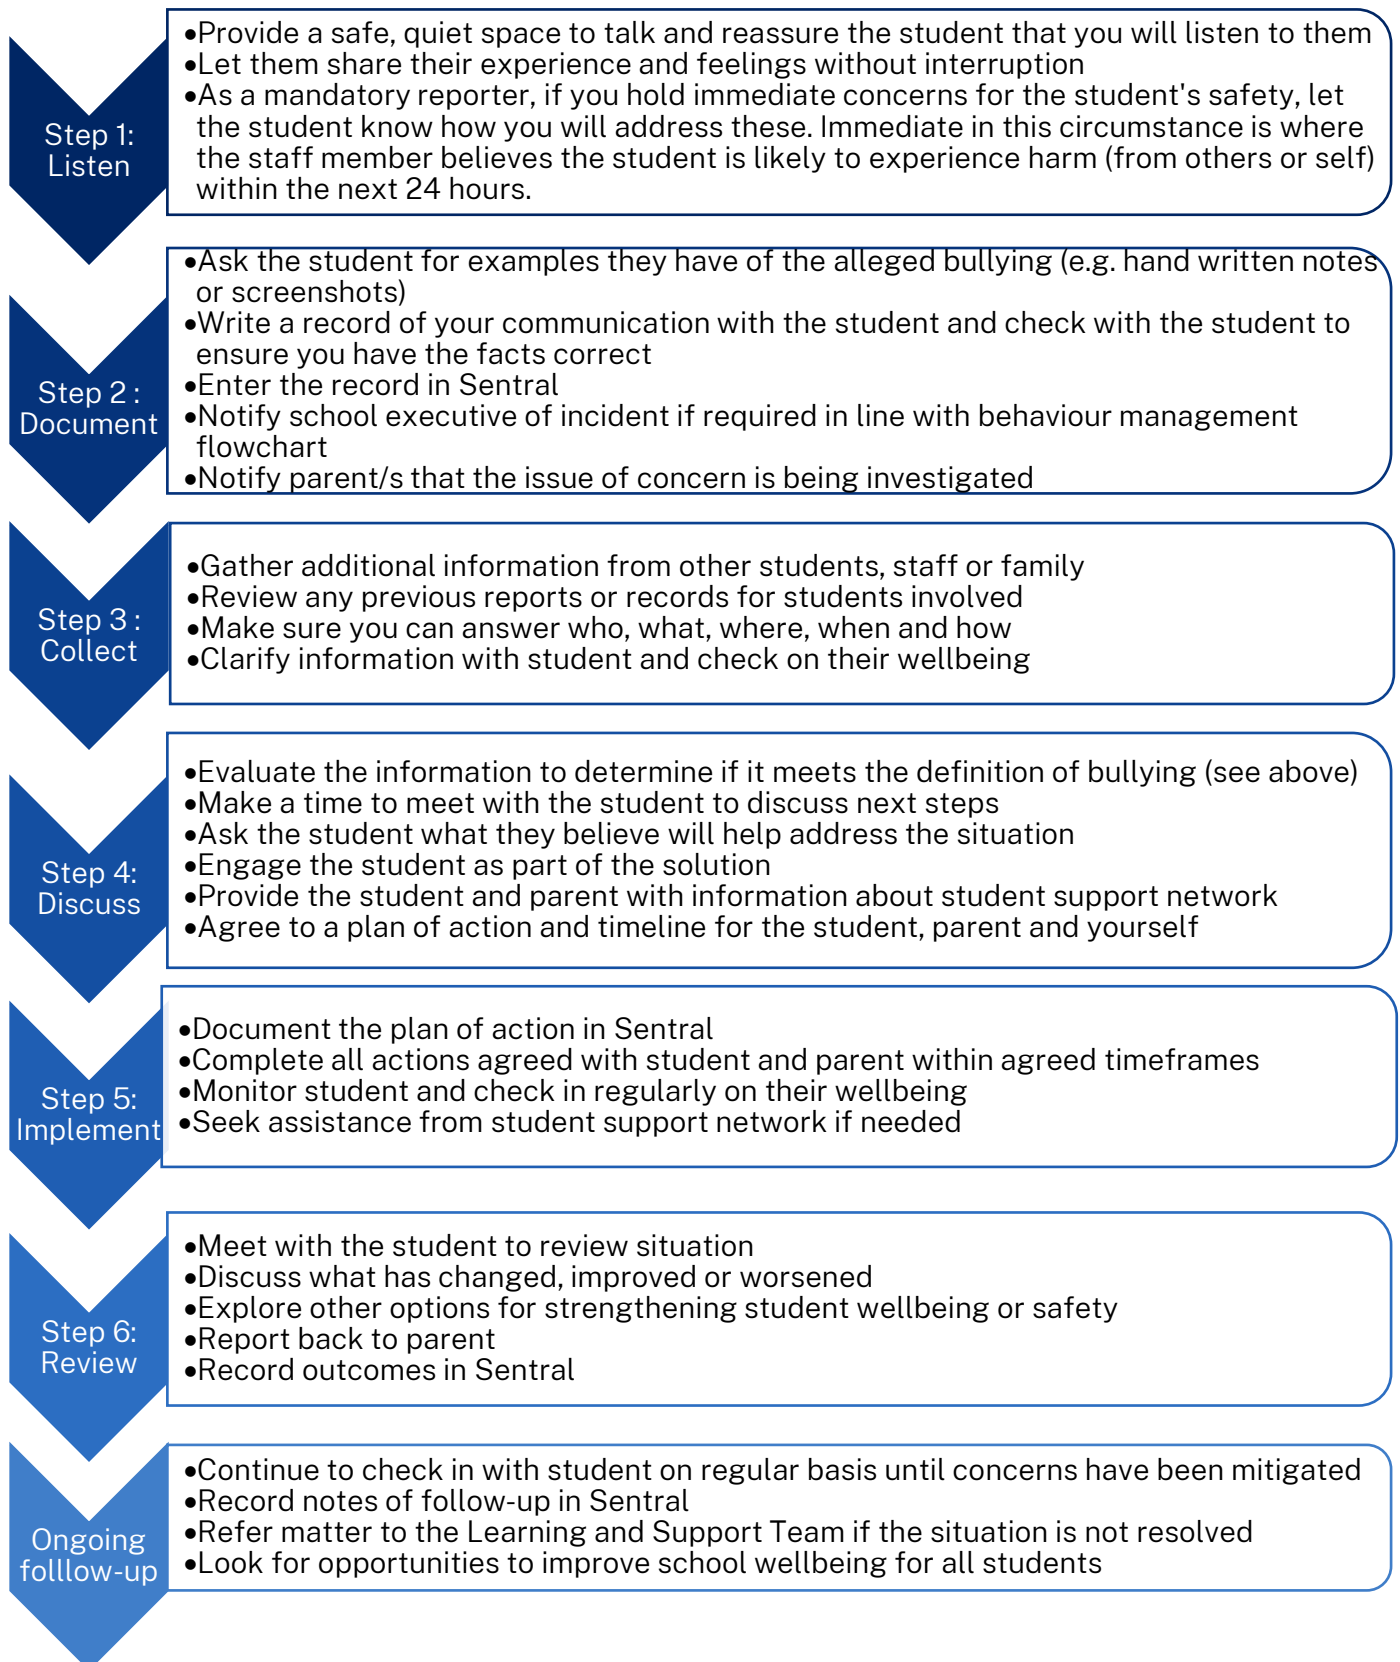 Step 1:
Listen
•Provide a safe, quiet space to talk and reassure the student that you will listen to them
•Let them share their experience and feelings without interruption
•As a mandatory reporter, if you hold immediate concerns for the student's safety, let
the student know how you will address these. Immediate in this circumstance is where
the staff member believes the student is likely to experience harm (from others or self)
within the next 24 hours.
Step 2 :
Document
•Ask the student for examples they have of the alleged bullying (e.g. hand written notes
or screenshots)
•Write a record of your communication with the student and check with the student to
ensure you have the facts correct
•Enter the record in Sentral
•Notify school executive of incident if required in line with behaviour management
flowchart
•Notify parent/s that the issue of concern is being investigated
Step 3 :
Collect
•Gather additional information from other students, staff or family
•Review any previous reports or records for students involved
•Make sure you can answer who, what, where, when and how
•Clarify information with student and check on their wellbeing
Step 4:
Discuss
•Evaluate the information to determine if it meets the definition of bullying (see above)
•Make a time to meet with the student to discuss next steps
•Ask the student what they believe will help address the situation
•Engage the student as part of the solution
•Provide the student and parent with information about student support network
•Agree to a plan of action and timeline for the student, parent and yourself
Step 5:
Implement
•Document the plan of action in Sentral
•Complete all actions agreed with student and parent within agreed timeframes
•Monitor student and check in regularly on their wellbeing
•Seek assistance from student support network if needed
Step 6:
Review
•Meet with the student to review situation
•Discuss what has changed, improved or worsened
•Explore other options for strengthening student wellbeing or safety
•Report back to parent
•Record outcomes in Sentral
Ongoing
folllow-up
•Continue to check in with student on regular basis until concerns have been mitigated
•Record notes of follow-up in Sentral
•Refer matter to the Learning and Support Team if the situation is not resolved
•Look for opportunities to improve school wellbeing for all students